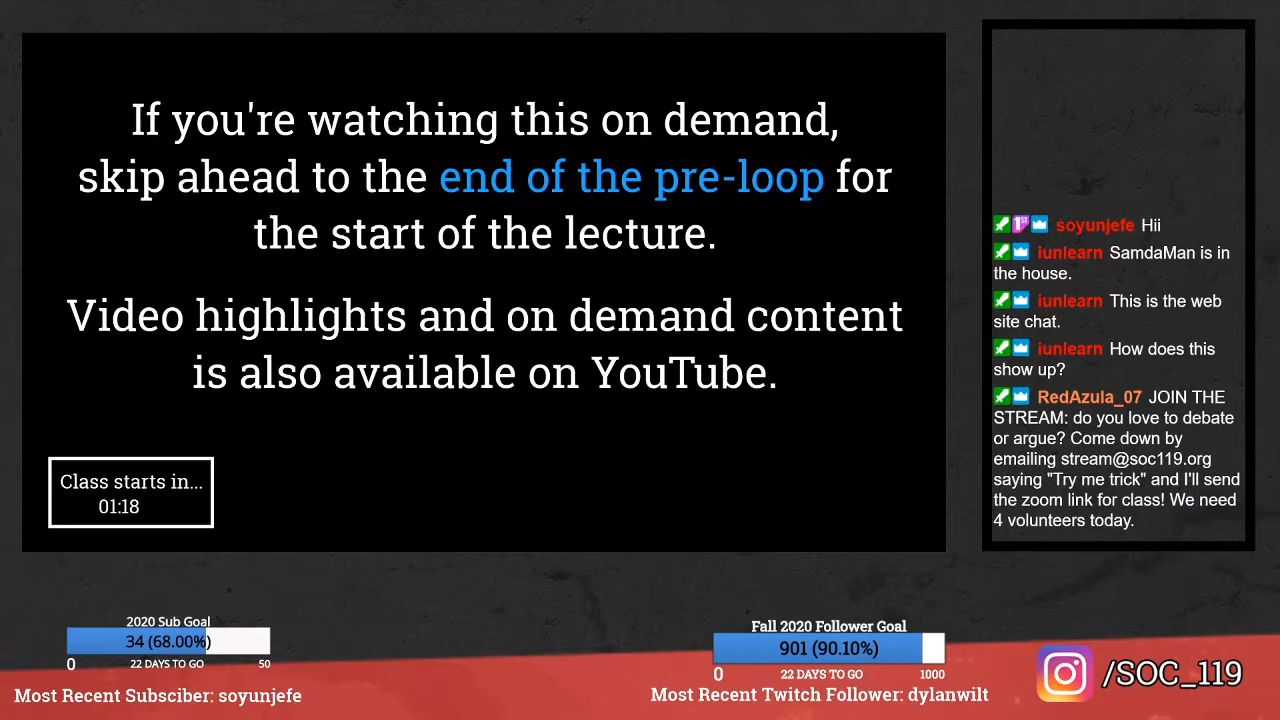 If you're watching this on demand,
skip ahead to the end of the pre-loop for
the start of the lecture.
Video highlights and on demand content
is also available on YouTube.
Class starts in...
01:18
1ST soyunjefe Hii
iunlearn SamdaMan is in
the house.
iunlearn This is the web
site chat.
iunlearn How does this
show up?
RedAzula_07 JOIN THE
STREAM: do you love to debate
or argue? Come down by
emailing stream@soc119.org
saying "Try me trick" and I'll send
the zoom link for class! We need
4 volunteers today.
2020 Sub Goal
34 (68.00%)
0 22 DAYS TO GO 50
Most Recent Subsciber: soyunjefe
Fall 2020 Follower Goal
901 (90.10%)
0 22 DAYS TO GO 1000
Most Recent Twitch Follower: dylanwilt
/SOC_119